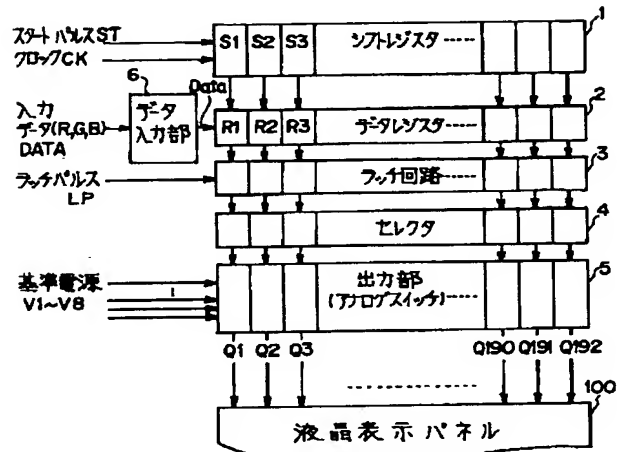 1
スタートパルスST
S1 S2 S3 シフトレジスタ
クロックCK
6
Data
2
入力
データ(R,G,B)
DATA
データ
入力部
R1 R2 R3 データレジスタ
3
ラッチパルス
LP
ラッチ回路
4
セレクタ
5
基準電源
V1~V8
出力部
(アナログスイッチ)
Q1 Q2 Q3 Q190 Q191 Q192
100
液晶表示パネル